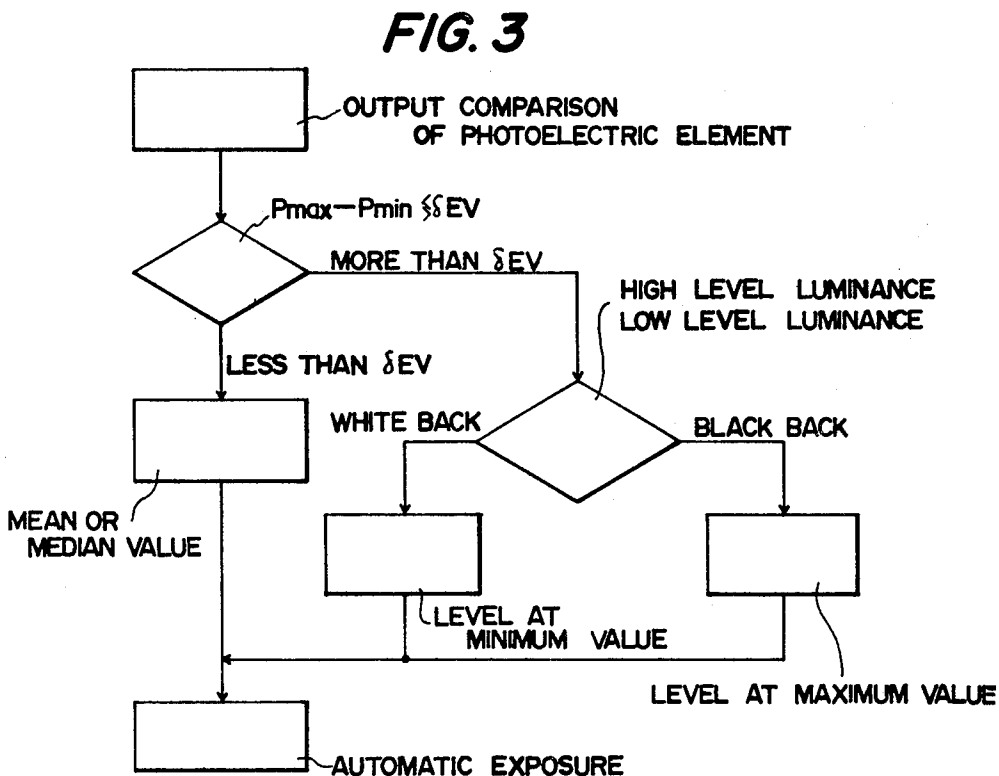 FIG. 3
OUTPUT COMPARISON
OF PHOTOELECTRIC ELEMENT
Pmax—Pmin ⸾δEV
MORE THAN δEV
HIGH LEVEL LUMINANCE
LOW LEVEL LUMINANCE
LESS THAN δEV
WHITE BACK
BLACK BACK
MEAN OR
MEDIAN VALUE
LEVEL AT
MINIMUM VALUE
LEVEL AT MAXIMUM VALUE
AUTOMATIC EXPOSURE